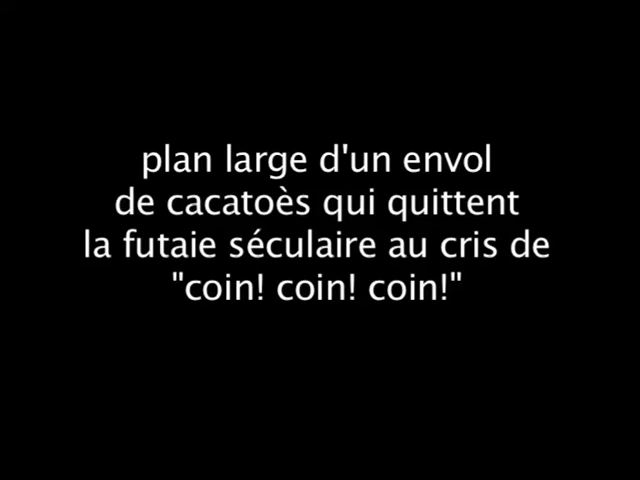 plan large d'un envol
de cacatoès qui quittent
la futaie séculaire au cris de
"coin! coin! coin!"